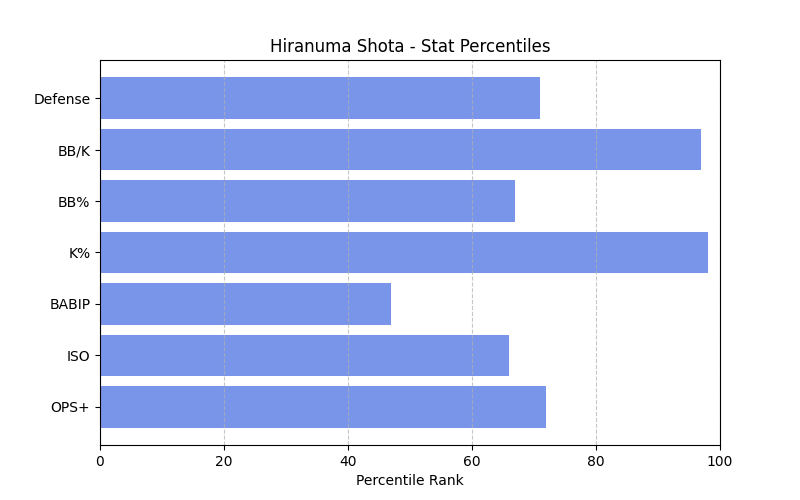 Hiranuma Shota - Stat Percentiles
Defense
BB/K
BB%
K%
BABIP
ISO
OPS+
0 20 40 60 80 100
Percentile Rank